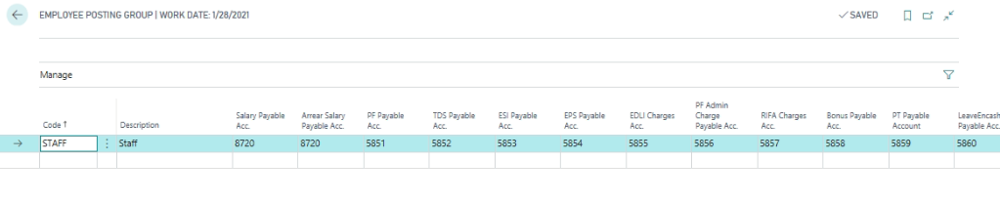 EMPLOYEE POSTING GROUP | WORK DATE: 1/28/2021
SAVED
Manage
Code ↑ Description Salary Payable Acc. Arrear Salary Payable Acc. PF Payable Acc. TDS Payable Acc. ESI Payable Acc. EPS Payable Acc. EDLI Charges Acc. PF Admin Charge Payable Acc. RIFA Charges Acc. Bonus Payable Acc. PT Payable Account LeaveEncash Payable Acc.
STAFF Staff 8720 8720 5851 5852 5853 5854 5855 5856 5857 5858 5859 5860